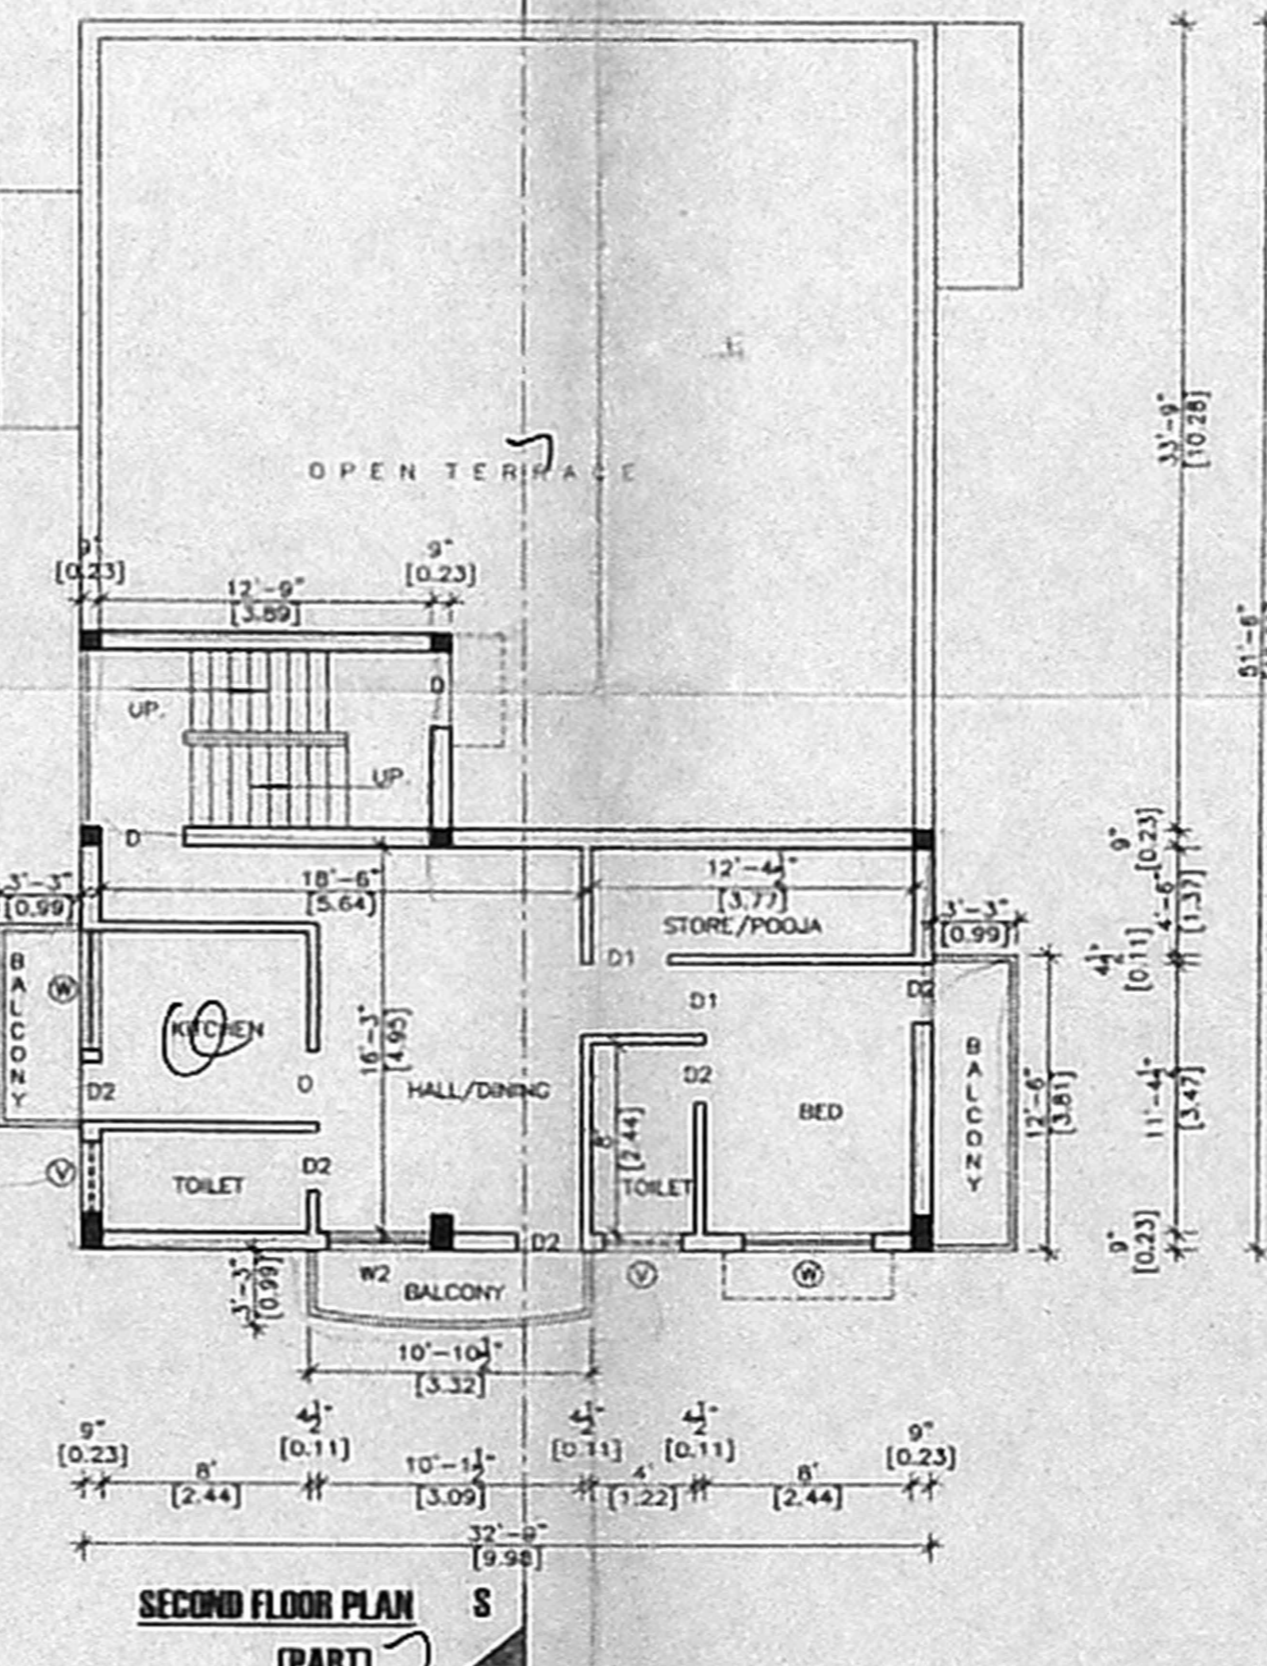 33'-9"
[10.28]
OPEN TERRACE
9" 9"
[0.23] [0.23]
12'-9"
[3.89]
51'-6"
D
UP.
UP.
D
9"
[0.23]
3'-3" 18'-6" 12'-4½" 4'-6"
[0.99] [5.64] [3.77] [1.37]
STORE/POOJA 3'-3"
[0.99]
D1 4½"
[0.11]
BALCONY W D1 D2
KITCHEN 16'-3"
[4.95]
D2 D HALL/DINING D2 BED BALCONY 12'-6" 11'-4½"
[3.81] [3.47]
8'
[2.44]
V TOILET D2 TOILET
D2 9"
[0.23]
3'-3" W2 BALCONY V W
[0.99]
10'-10½"
[3.32]
9" 4½" 4½" 4½" 9"
[0.23] [0.11] [0.11] [0.11] [0.23]
8' 10'-1½" 4' 8'
[2.44] [3.09] [1.22] [2.44]
32'-9"
[9.98]
SECOND FLOOR PLAN S
(PART)